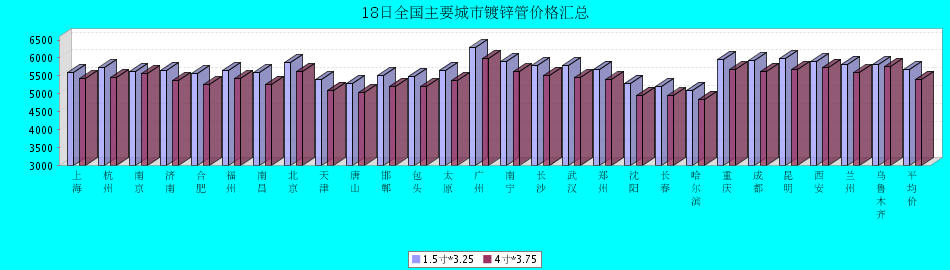 18日全国主要城市镀锌管价格汇总
6500
6000
5500
5000
4500
4000
3500
3000
上海
杭州
南京
济南
合肥
福州
南昌
北京
天津
唐山
邯郸
包头
太原
广州
南宁
长沙
武汉
郑州
沈阳
长春
哈尔滨
重庆
成都
昆明
西安
兰州
乌鲁木齐
平均价
1.5寸*3.25
4寸*3.75